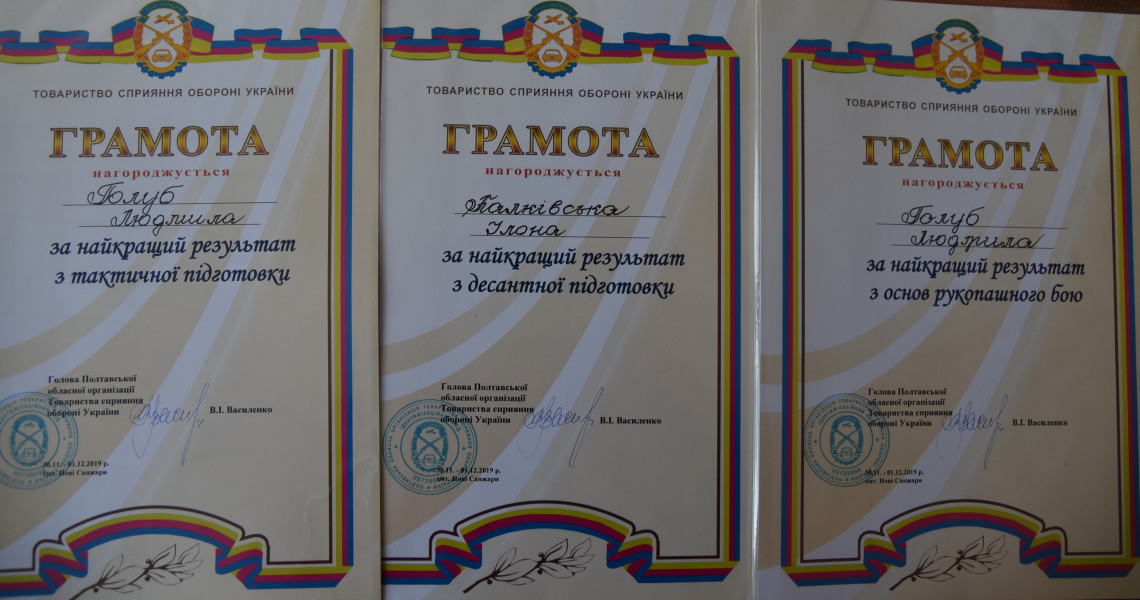 ТОВАРИСТВО СПРИЯННЯ ОБОРОНІ УКРАЇНИ
ГРАМОТА
нагороджується
Голуб
Людмила
за найкращий результат
з тактичної підготовки
Голова Полтавської
обласної організації
Товариства сприяння
обороні України
В.І. Василенко
30.11. - 01.12.2019 р.
смт. Нові Санжари
ТОВАРИСТВО СПРИЯННЯ ОБОРОНІ УКРАЇНИ
ГРАМОТА
нагороджується
Палківська
Ілона
за найкращий результат
з десантної підготовки
Голова Полтавської
обласної організації
Товариства сприяння
обороні України
В.І. Василенко
30.11. - 01.12.2019 р.
смт. Нові Санжари
ТОВАРИСТВО СПРИЯННЯ ОБОРОНІ УКРАЇНИ
ГРАМОТА
нагороджується
Голуб
Людмила
за найкращий результат
з основ рукопашного бою
Голова Полтавської
обласної організації
Товариства сприяння
обороні України
В.І. Василенко
30.11. - 01.12.2019 р.
смт. Нові Санжари